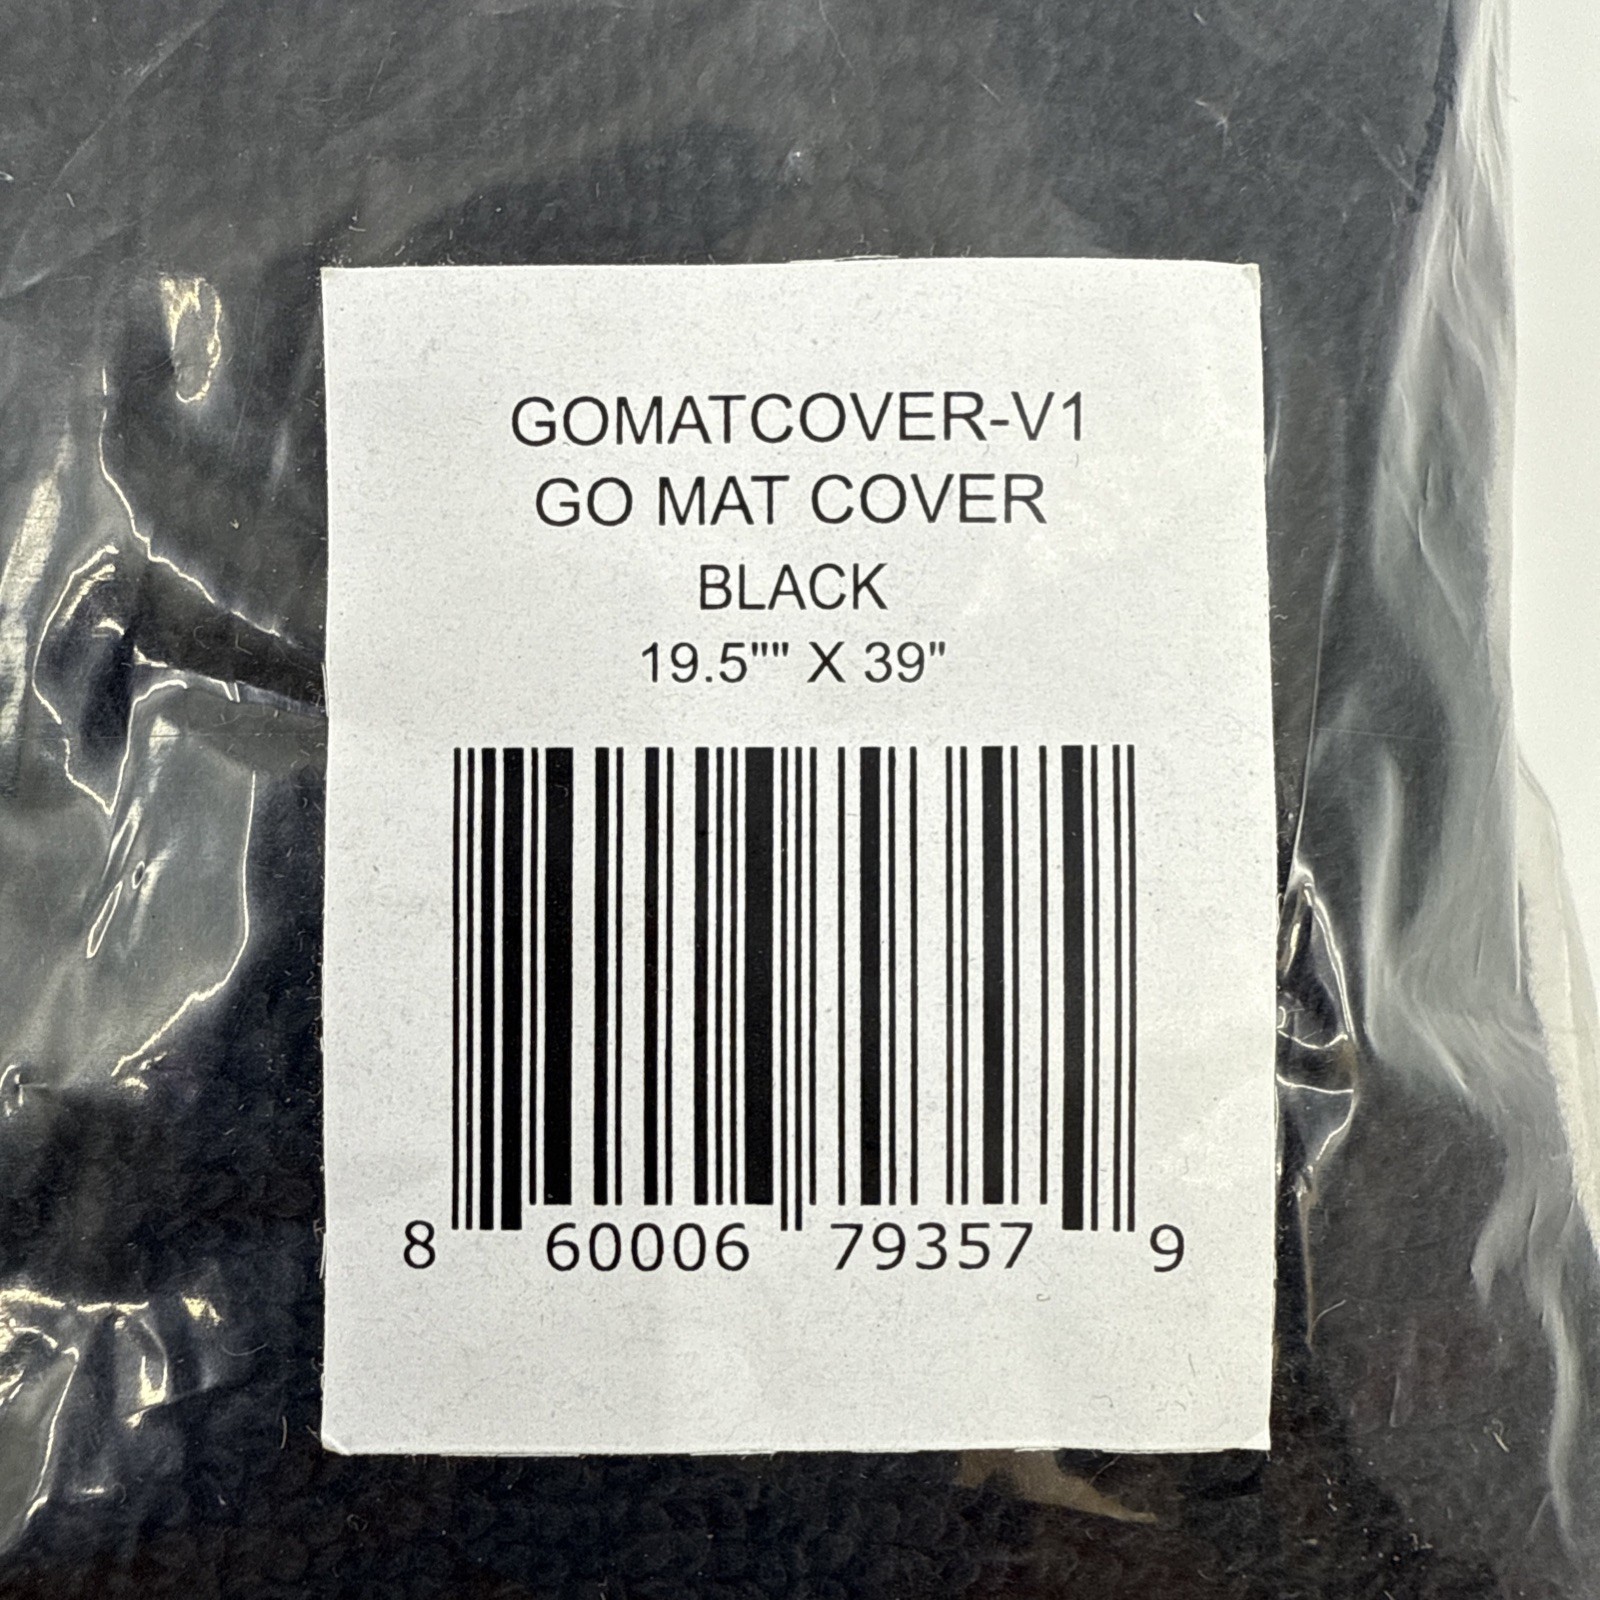 GOMATCOVER-V1
GO MAT COVER
BLACK
19.5"" X 39"
8 60006 79357 9